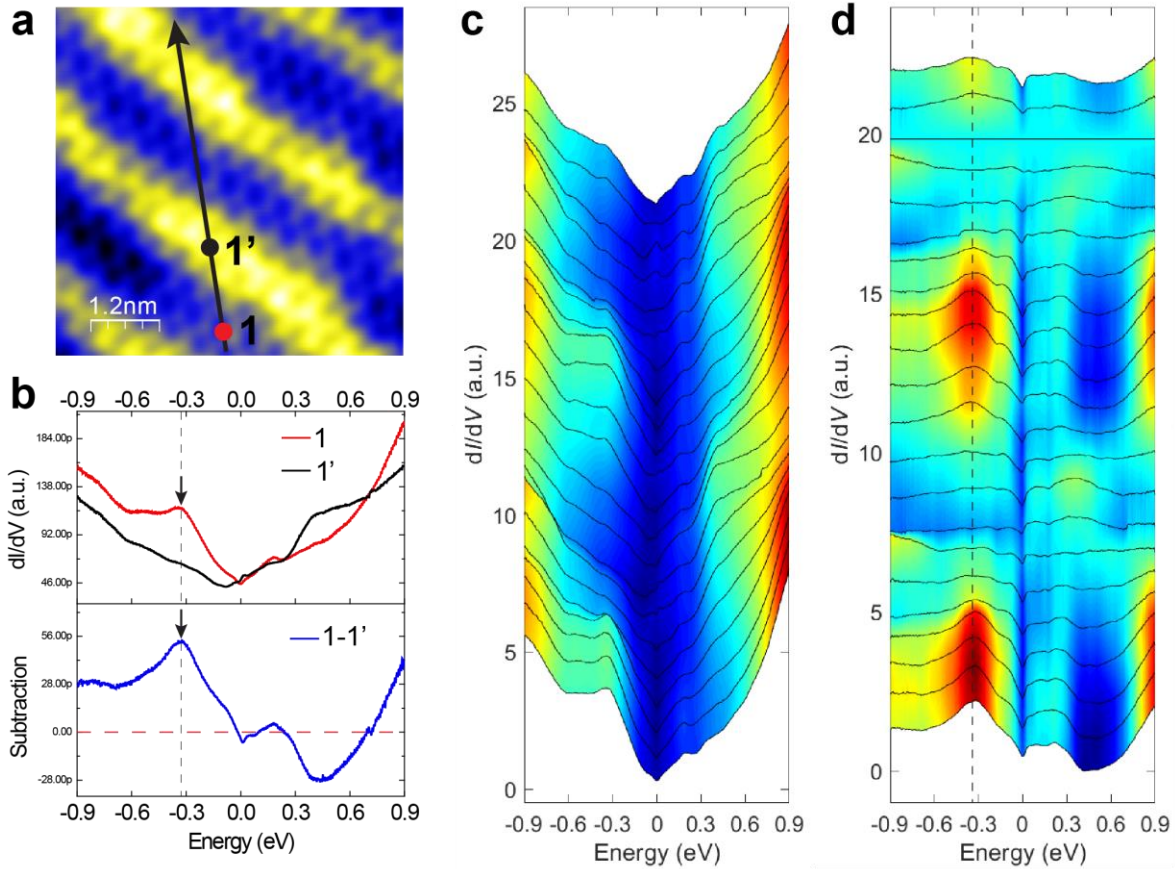 a
1'
1
1.2nm
b
-0.9 -0.6 -0.3 0.0 0.3 0.6 0.9
184.00p
138.00p
92.00p
46.00p
dI/dV (a.u.)
1
1'
56.00p
28.00p
0.00
-28.00p
Subtraction
1-1'
-0.9 -0.6 -0.3 0.0 0.3 0.6 0.9
Energy (eV)
c
25
20
15
10
5
0
dI/dV (a.u.)
-0.9 -0.6 -0.3 0 0.3 0.6 0.9
Energy (eV)
d
20
15
10
5
0
dI/dV (a.u.)
-0.9 -0.6 -0.3 0 0.3 0.6 0.9
Energy (eV)